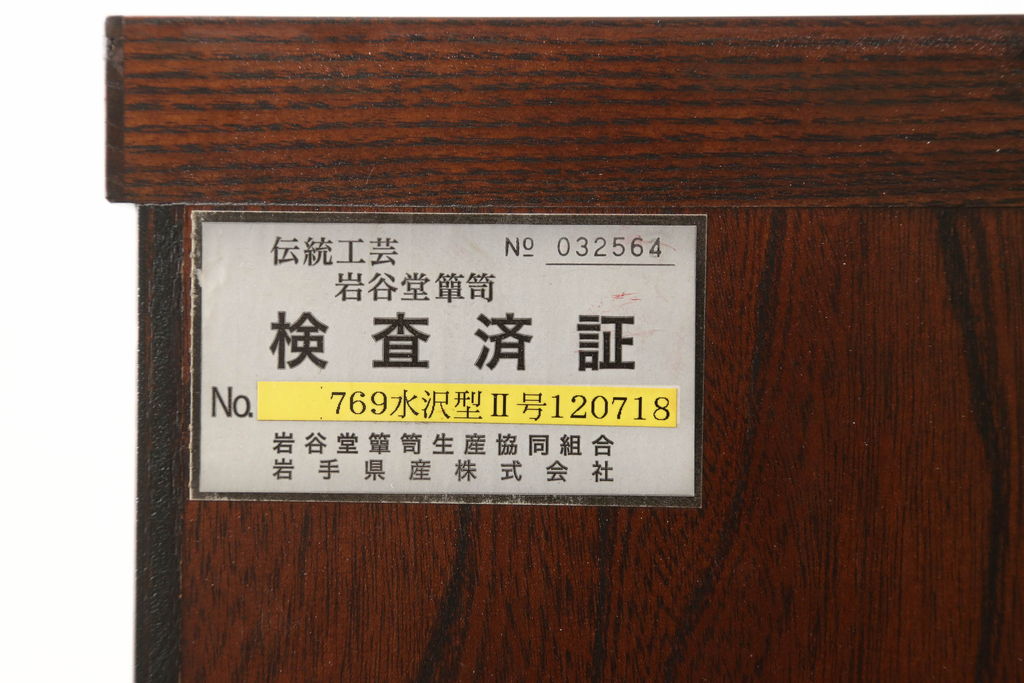 伝統工芸 № 032564
岩谷堂簞笥
検査済証
No. 769水沢型Ⅱ号120718
岩谷堂簞笥生産協同組合
岩手県産株式会社